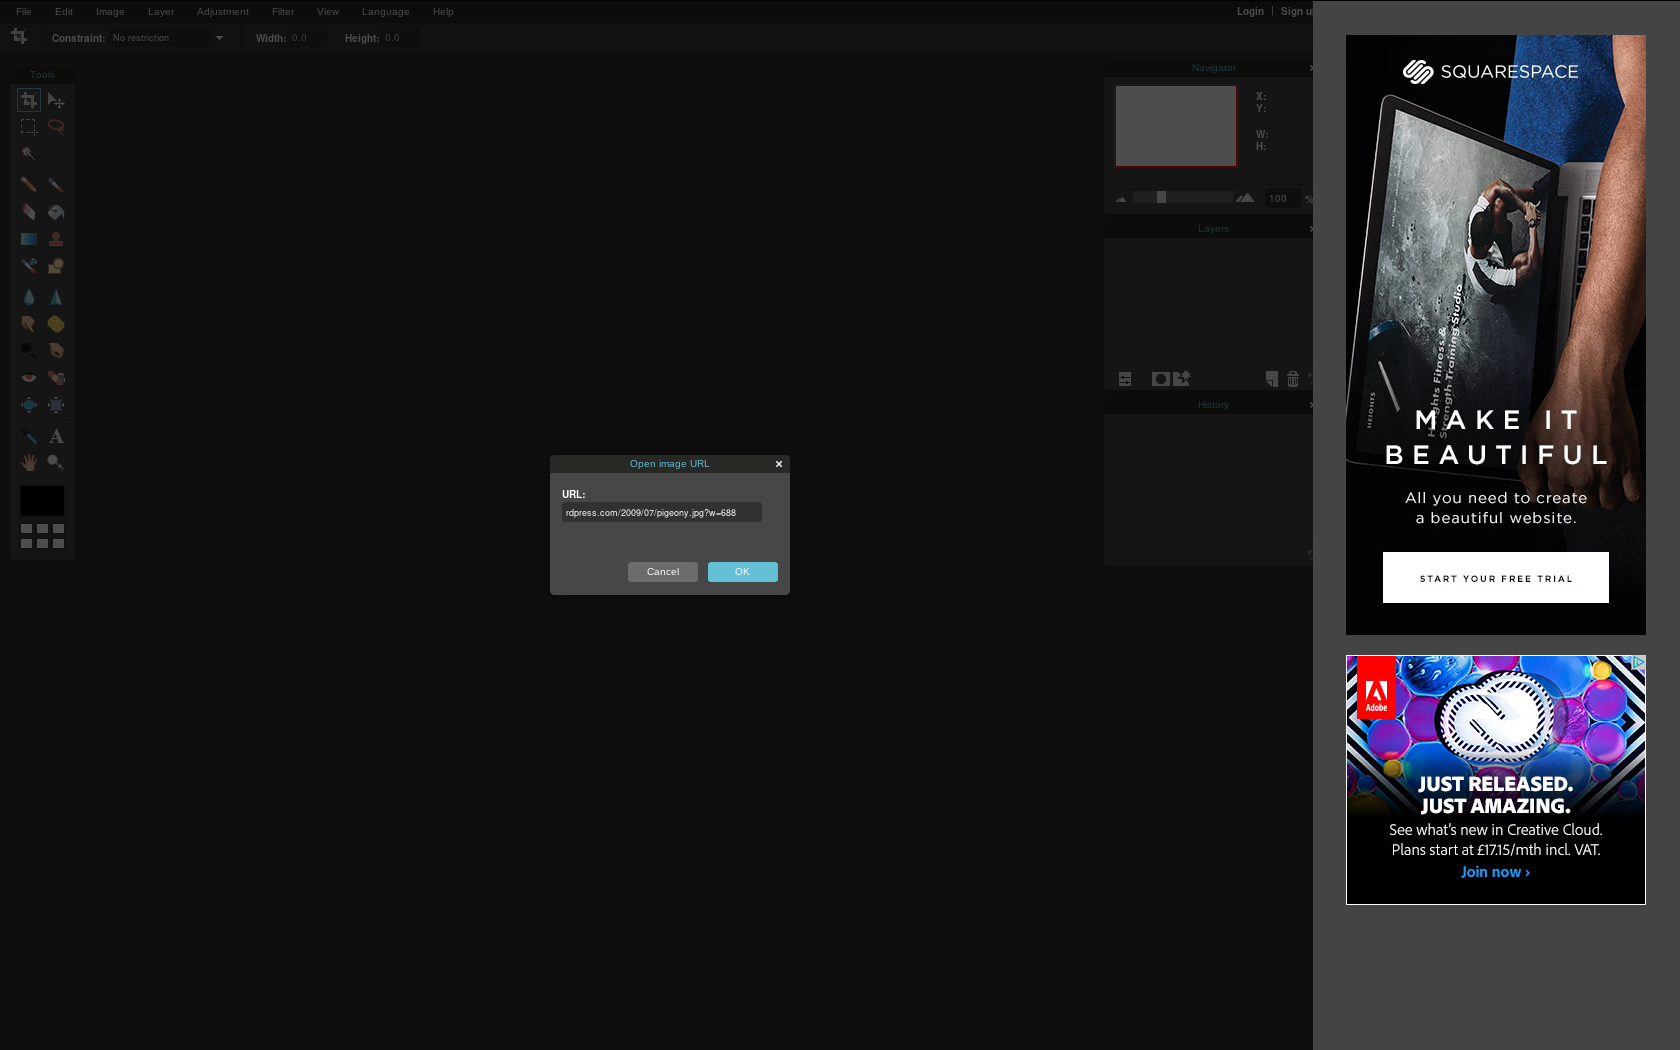 File Edit Image Layer Adjustment Filter View Language Help
Login | Sign u
Constraint: No restriction Width: 0.0 Height: 0.0
Tools
Navigator
X:
Y:
W:
H:
100 %
Layers
History
Open image URL
URL:
rdpress.com/2009/07/pigeony.jpg?w=688
Cancel OK
SQUARESPACE
Heights Fitness &
Strength Training Studio
HEIGHTS
MAKE IT
BEAUTIFUL
All you need to create
a beautiful website.
START YOUR FREE TRIAL
Adobe
JUST RELEASED.
JUST AMAZING.
See what's new in Creative Cloud.
Plans start at £17.15/mth incl. VAT.
Join now ›